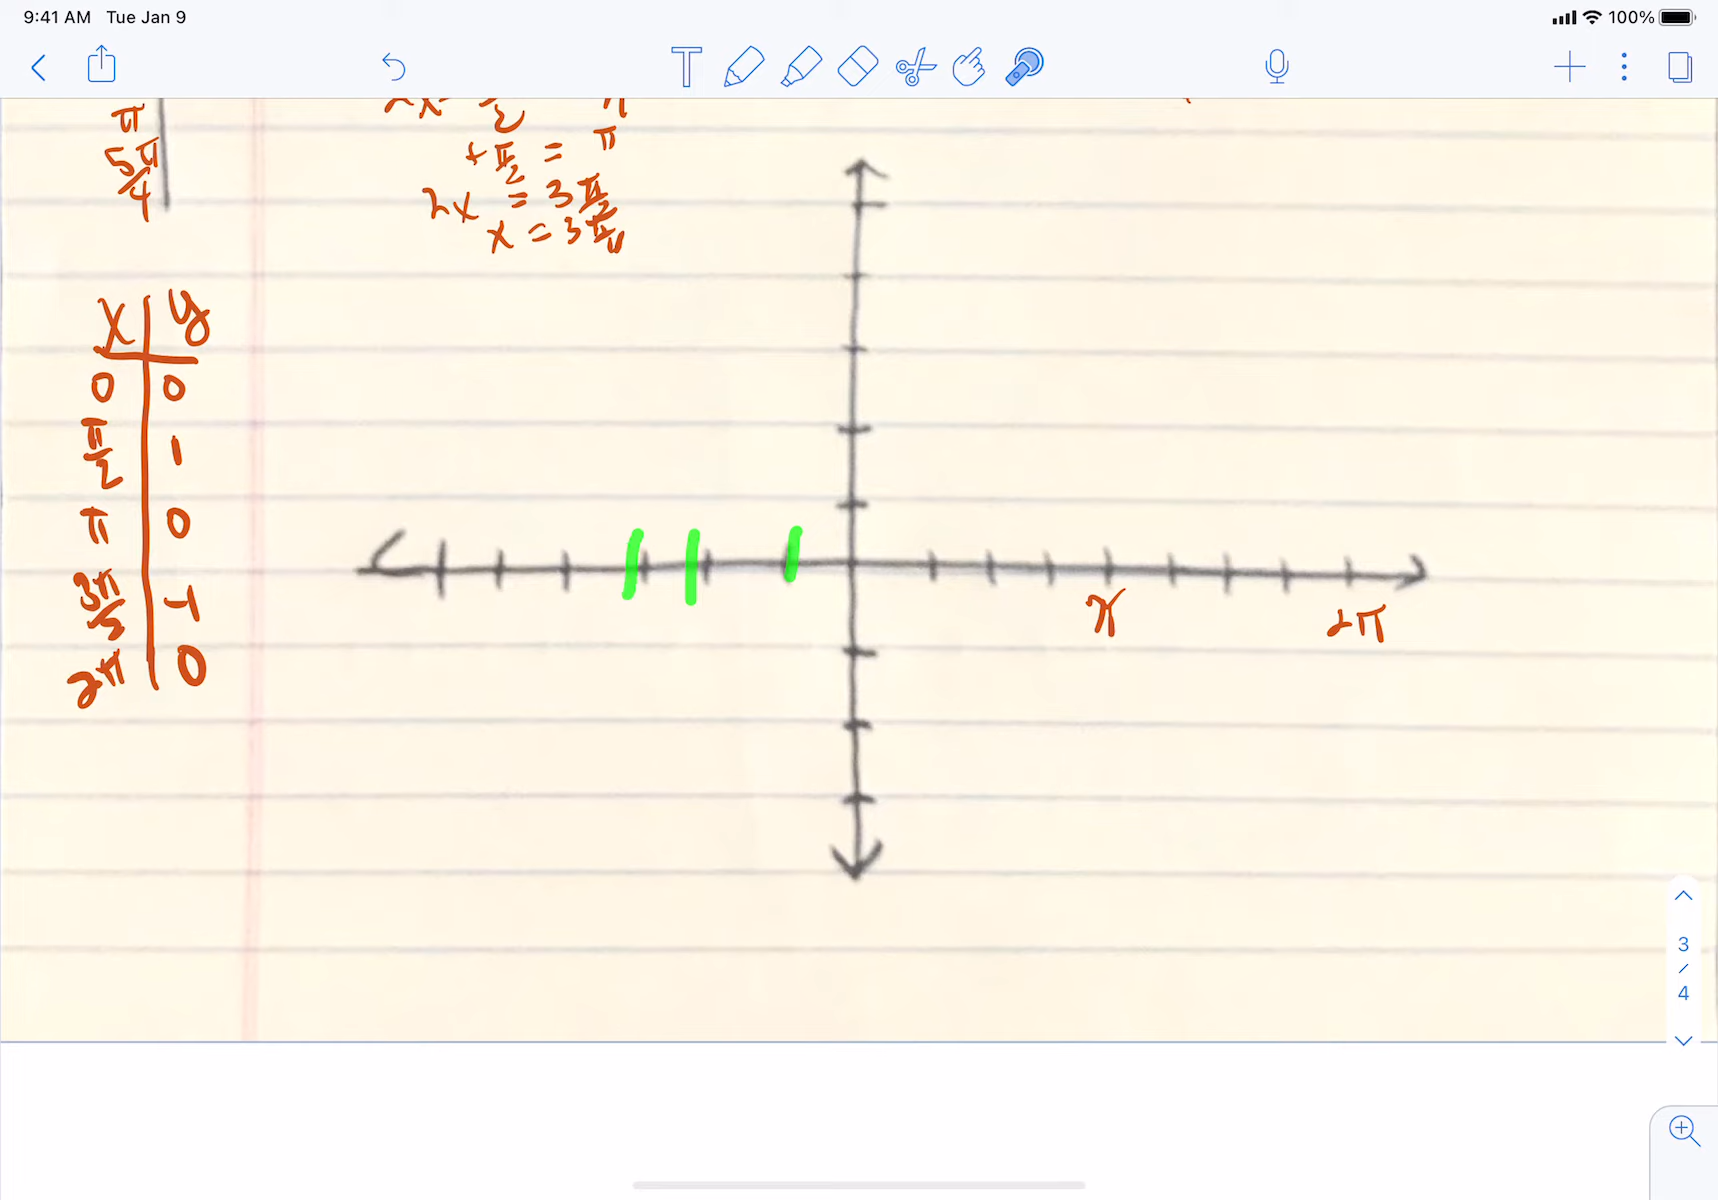 9:41 AM Tue Jan 9
100%
π
5π/4
+ π/2 = π
2x = 3π/2
x = 3π/4
x | y
0 | 0
π/2 | 1
π | 0
3π/2 | -1
2π | 0
π
2π
3
/
4